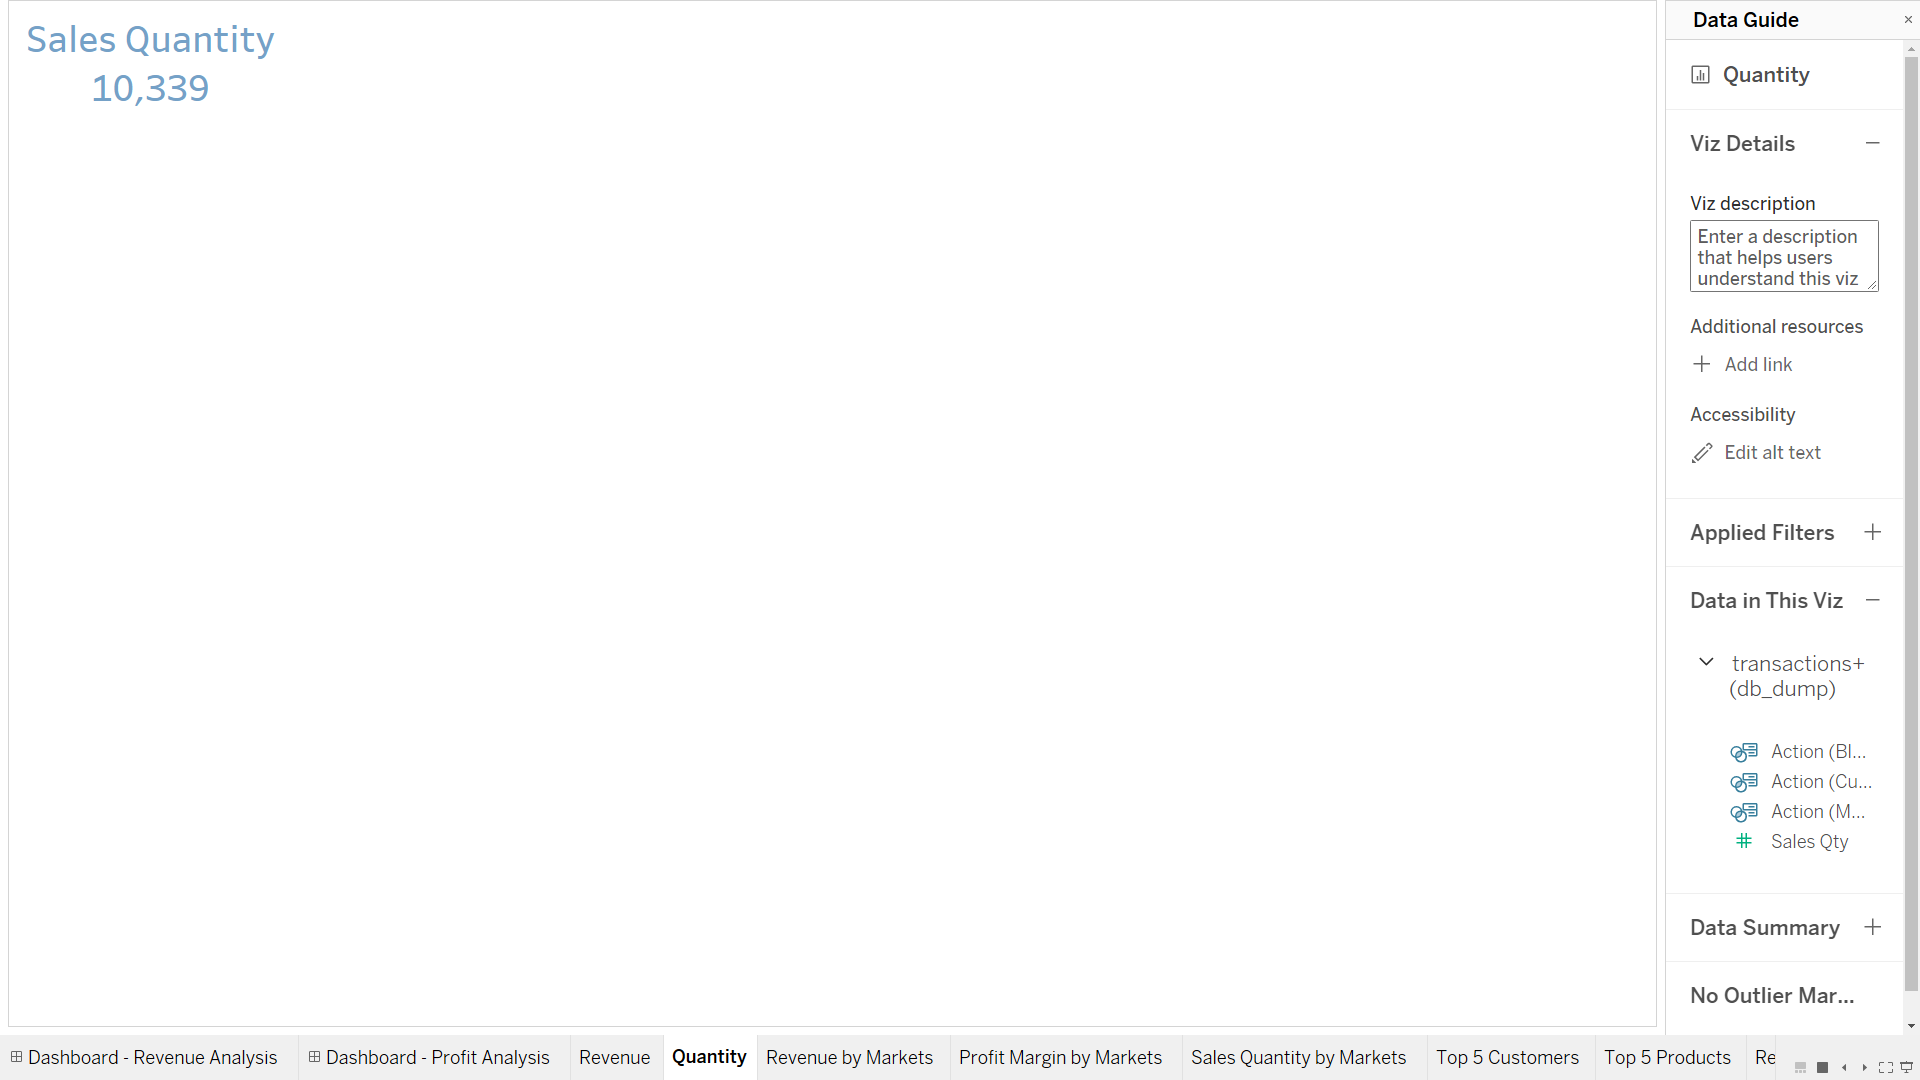 Sales Quantity
10,339
Data Guide
Quantity
Viz Details
Viz description
Enter a description
that helps users
understand this viz
Additional resources
Add link
Accessibility
Edit alt text
Applied Filters
Data in This Viz
transactions+
(db_dump)
Action (Bl...
Action (Cu...
Action (M...
Sales Qty
Data Summary
No Outlier Mar...
Dashboard - Revenue Analysis
Dashboard - Profit Analysis
Revenue
Quantity
Revenue by Markets
Profit Margin by Markets
Sales Quantity by Markets
Top 5 Customers
Top 5 Products
Re